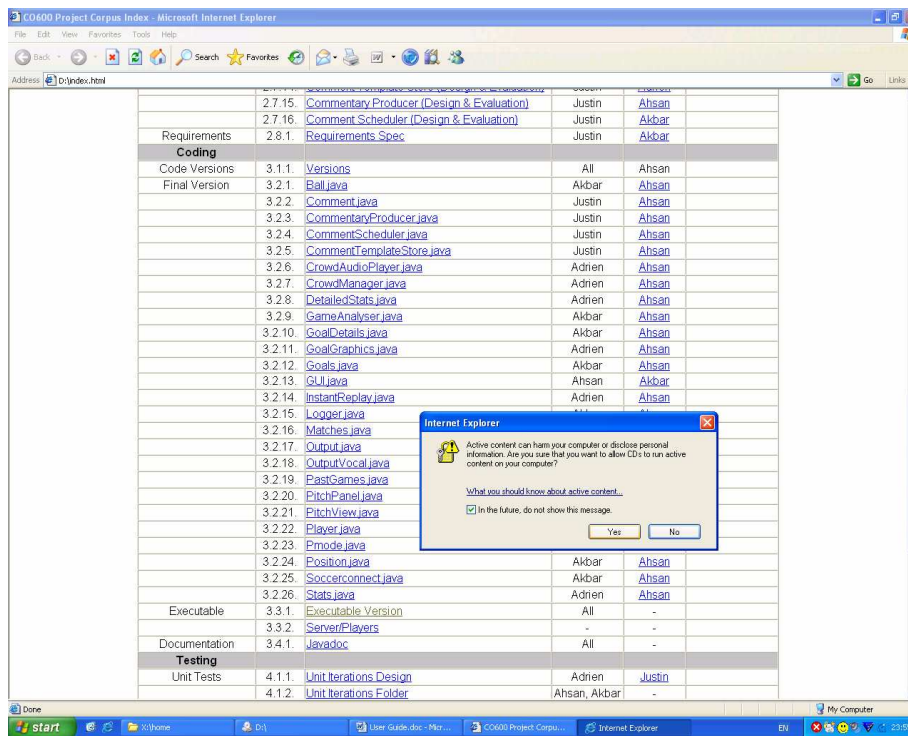 CO600 Project Corpus Index - Microsoft Internet Explorer
File Edit View Favorites Tools Help
Back Search Favorites
Address D:\index.html Go Links
2.7.15. Commentary Producer (Design & Evaluation) Justin Ahsan
2.7.16. Comment Scheduler (Design & Evaluation) Justin Akbar
Requirements 2.8.1. Requirements Spec Justin Akbar
Coding
Code Versions 3.1.1. Versions All Ahsan
Final Version 3.2.1. Ball.java Akbar Ahsan
3.2.2. Comment.java Justin Ahsan
3.2.3. CommentaryProducer.java Justin Ahsan
3.2.4. CommentScheduler.java Justin Ahsan
3.2.5. CommentTemplateStore.java Justin Ahsan
3.2.6. CrowdAudioPlayer.java Adrien Ahsan
3.2.7. CrowdManager.java Adrien Ahsan
3.2.8. DetailedStats.java Adrien Ahsan
3.2.9. GameAnalyser.java Akbar Ahsan
3.2.10. GoalDetails.java Akbar Ahsan
3.2.11. GoalGraphics.java Adrien Ahsan
3.2.12. Goals.java Akbar Ahsan
3.2.13. GUI.java Ahsan Akbar
3.2.14. InstantReplay.java Adrien Ahsan
3.2.15. Logger.java
3.2.16. Matches.java
3.2.17. Output.java
3.2.18. OutputVocal.java
3.2.19. PastGames.java
3.2.20. PitchPanel.java
3.2.21. PitchView.java
3.2.22. Player.java
3.2.23. Pmode.java
3.2.24. Position.java Akbar Ahsan
3.2.25. Soccerconnect.java Akbar Ahsan
3.2.26. Stats.java Adrien Ahsan
Executable 3.3.1. Executable Version All -
3.3.2. Server/Players - -
Documentation 3.4.1. Javadoc All -
Testing
Unit Tests 4.1.1. Unit Iterations Design Adrien Justin
4.1.2. Unit Iterations Folder Ahsan, Akbar -
Internet Explorer
Active content can harm your computer or disclose personal
information. Are you sure that you want to allow CDs to run active
content on your computer?
What you should know about active content...
In the future, do not show this message.
Yes No
Done My Computer
start X:\home D:\ User Guide.doc - Micr... CO600 Project Corpu... Internet Explorer EN